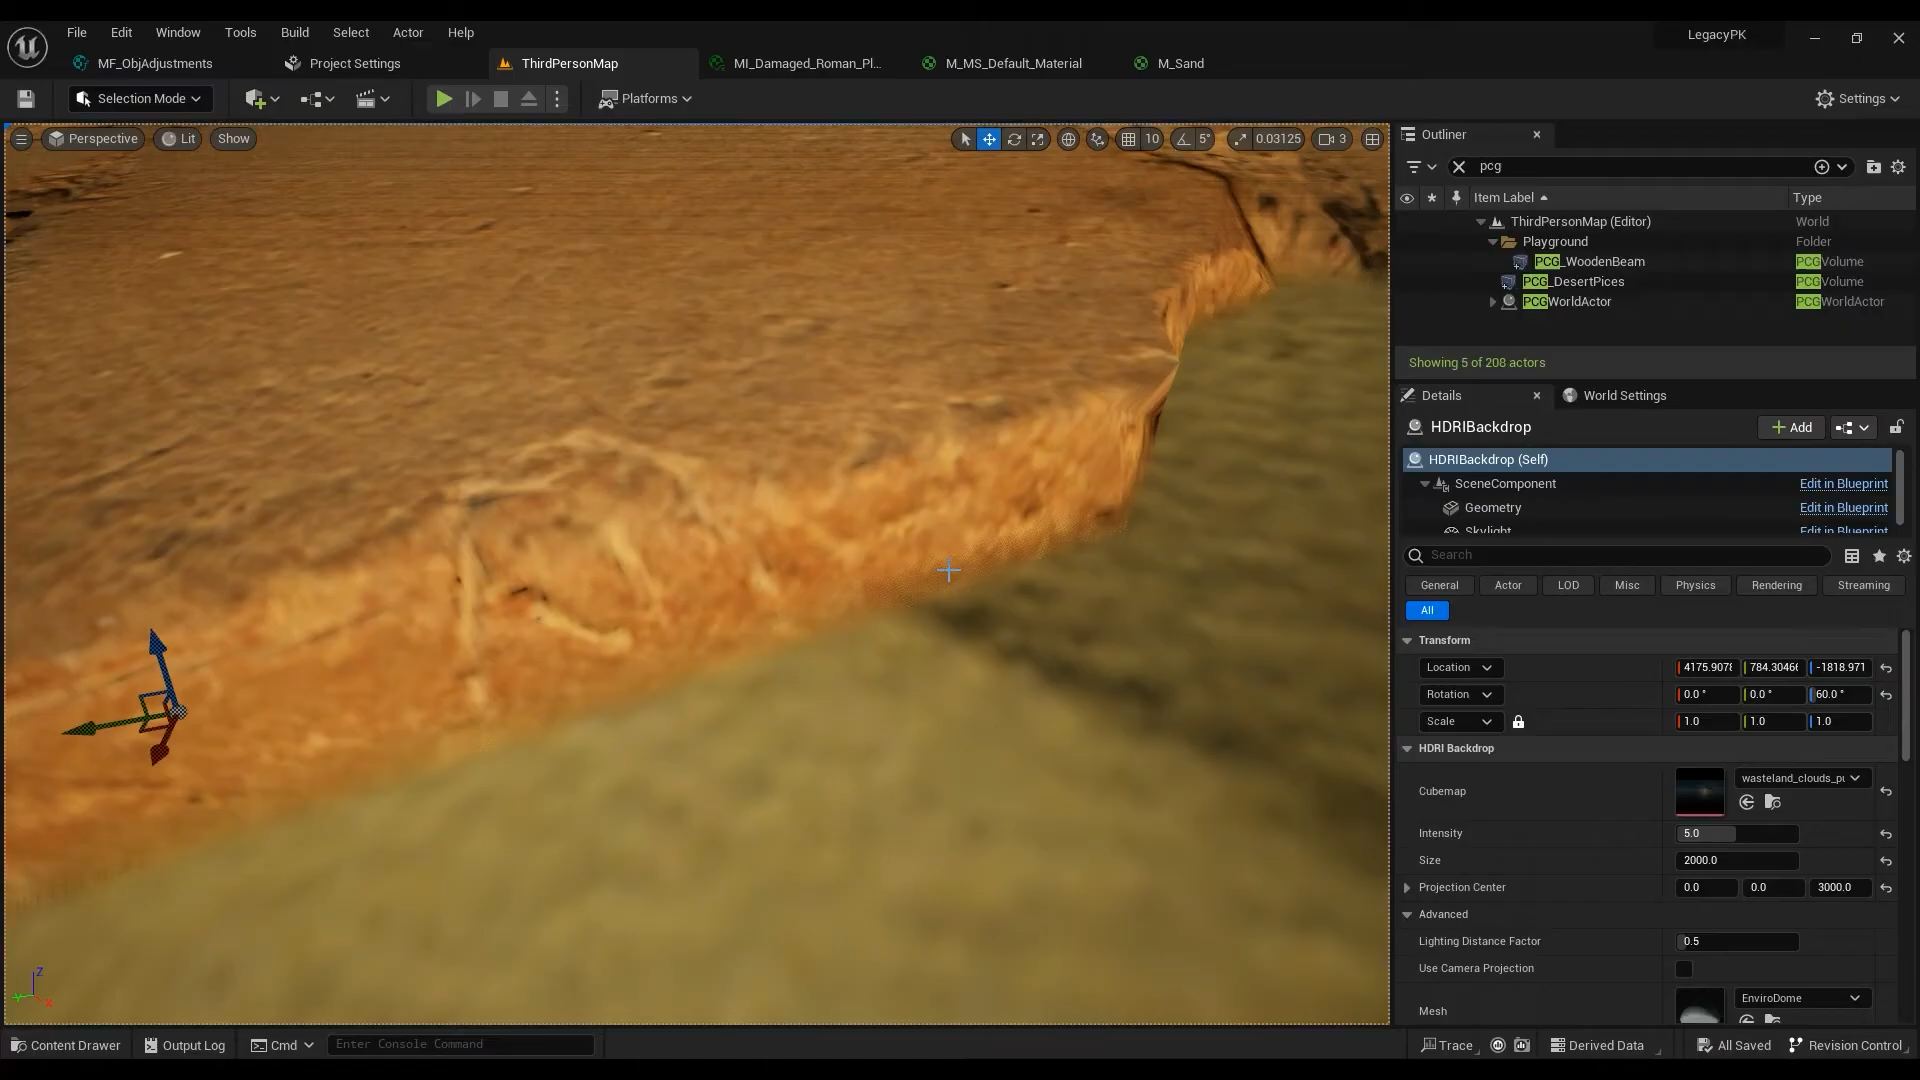 File Edit Window Tools Build Select Actor Help
LegacyPK
MF_ObjAdjustments
Project Settings
ThirdPersonMap
MI_Damaged_Roman_Pl...
M_MS_Default_Material
M_Sand
Selection Mode
Platforms
Settings
Perspective
Lit
Show
10
5°
0.03125
3
Outliner
pcg
Item Label
Type
ThirdPersonMap (Editor) World
Playground Folder
PCG_WoodenBeam PCGVolume
PCG_DesertPices PCGVolume
PCGWorldActor PCGWorldActor
Showing 5 of 208 actors
Details
World Settings
HDRIBackdrop
Add
HDRIBackdrop (Self)
SceneComponent Edit in Blueprint
Geometry Edit in Blueprint
Skylight Edit in Blueprint
Search
General Actor LOD Misc Physics Rendering Streaming
All
Transform
Location 4175.9078 784.30466 -1818.971
Rotation 0.0 ° 0.0 ° 60.0 °
Scale 1.0 1.0 1.0
HDRI Backdrop
Cubemap wasteland_clouds_pu
Intensity 5.0
Size 2000.0
Projection Center 0.0 0.0 3000.0
Advanced
Lighting Distance Factor 0.5
Use Camera Projection
Mesh EnviroDome
Z
Y
X
Content Drawer
Output Log
Cmd
Enter Console Command
Trace
Derived Data
All Saved
Revision Control